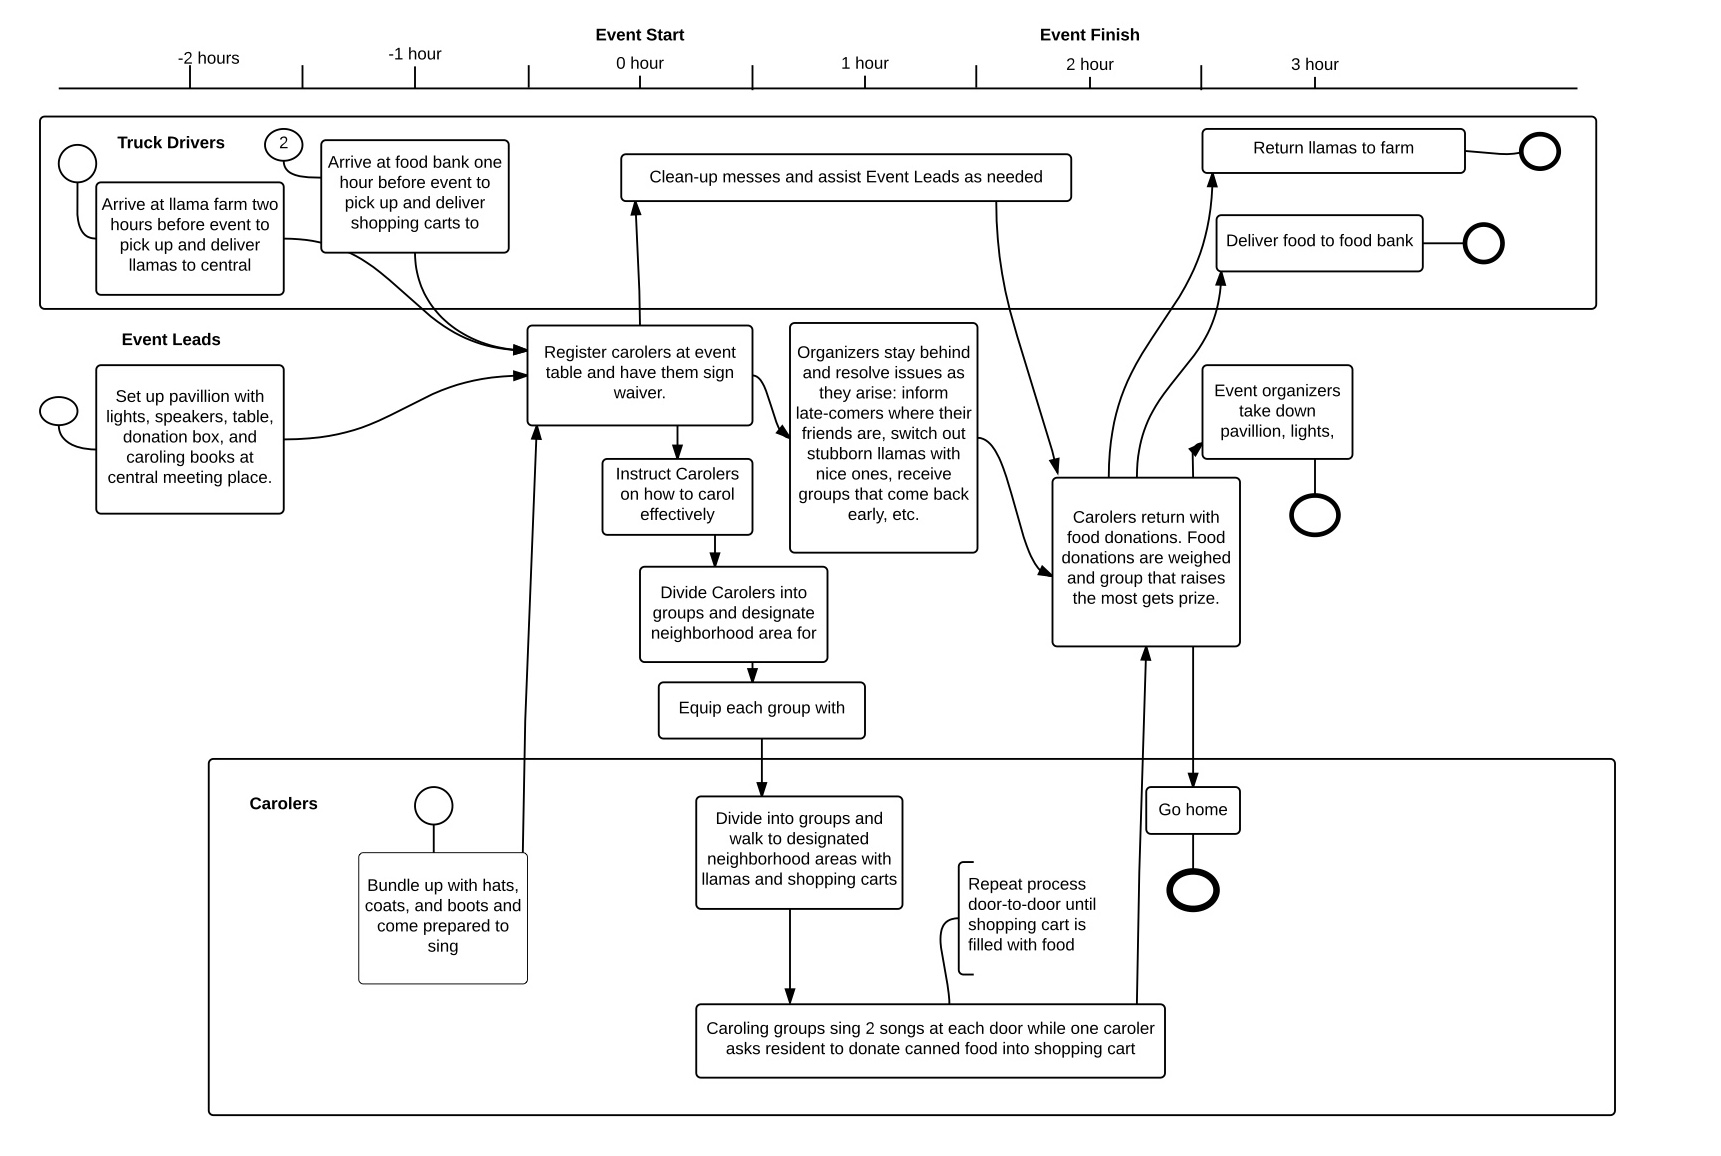 Event Start
Event Finish
-2 hours
-1 hour
0 hour
1 hour
2 hour
3 hour
Truck Drivers
2
Arrive at llama farm two
hours before event to
pick up and deliver
llamas to central
Arrive at food bank one
hour before event to
pick up and deliver
shopping carts to
Clean-up messes and assist Event Leads as needed
Return llamas to farm
Deliver food to food bank
Event Leads
Set up pavillion with
lights, speakers, table,
donation box, and
caroling books at
central meeting place.
Register carolers at event
table and have them sign
waiver.
Instruct Carolers
on how to carol
effectively
Divide Carolers into
groups and designate
neighborhood area for
Equip each group with
Organizers stay behind
and resolve issues as
they arise: inform
late-comers where their
friends are, switch out
stubborn llamas with
nice ones, receive
groups that come back
early, etc.
Carolers return with
food donations. Food
donations are weighed
and group that raises
the most gets prize.
Event organizers
take down
pavillion, lights,
Carolers
Bundle up with hats,
coats, and boots and
come prepared to
sing
Divide into groups and
walk to designated
neighborhood areas with
llamas and shopping carts
Repeat process
door-to-door until
shopping cart is
filled with food
Go home
Caroling groups sing 2 songs at each door while one caroler
asks resident to donate canned food into shopping cart